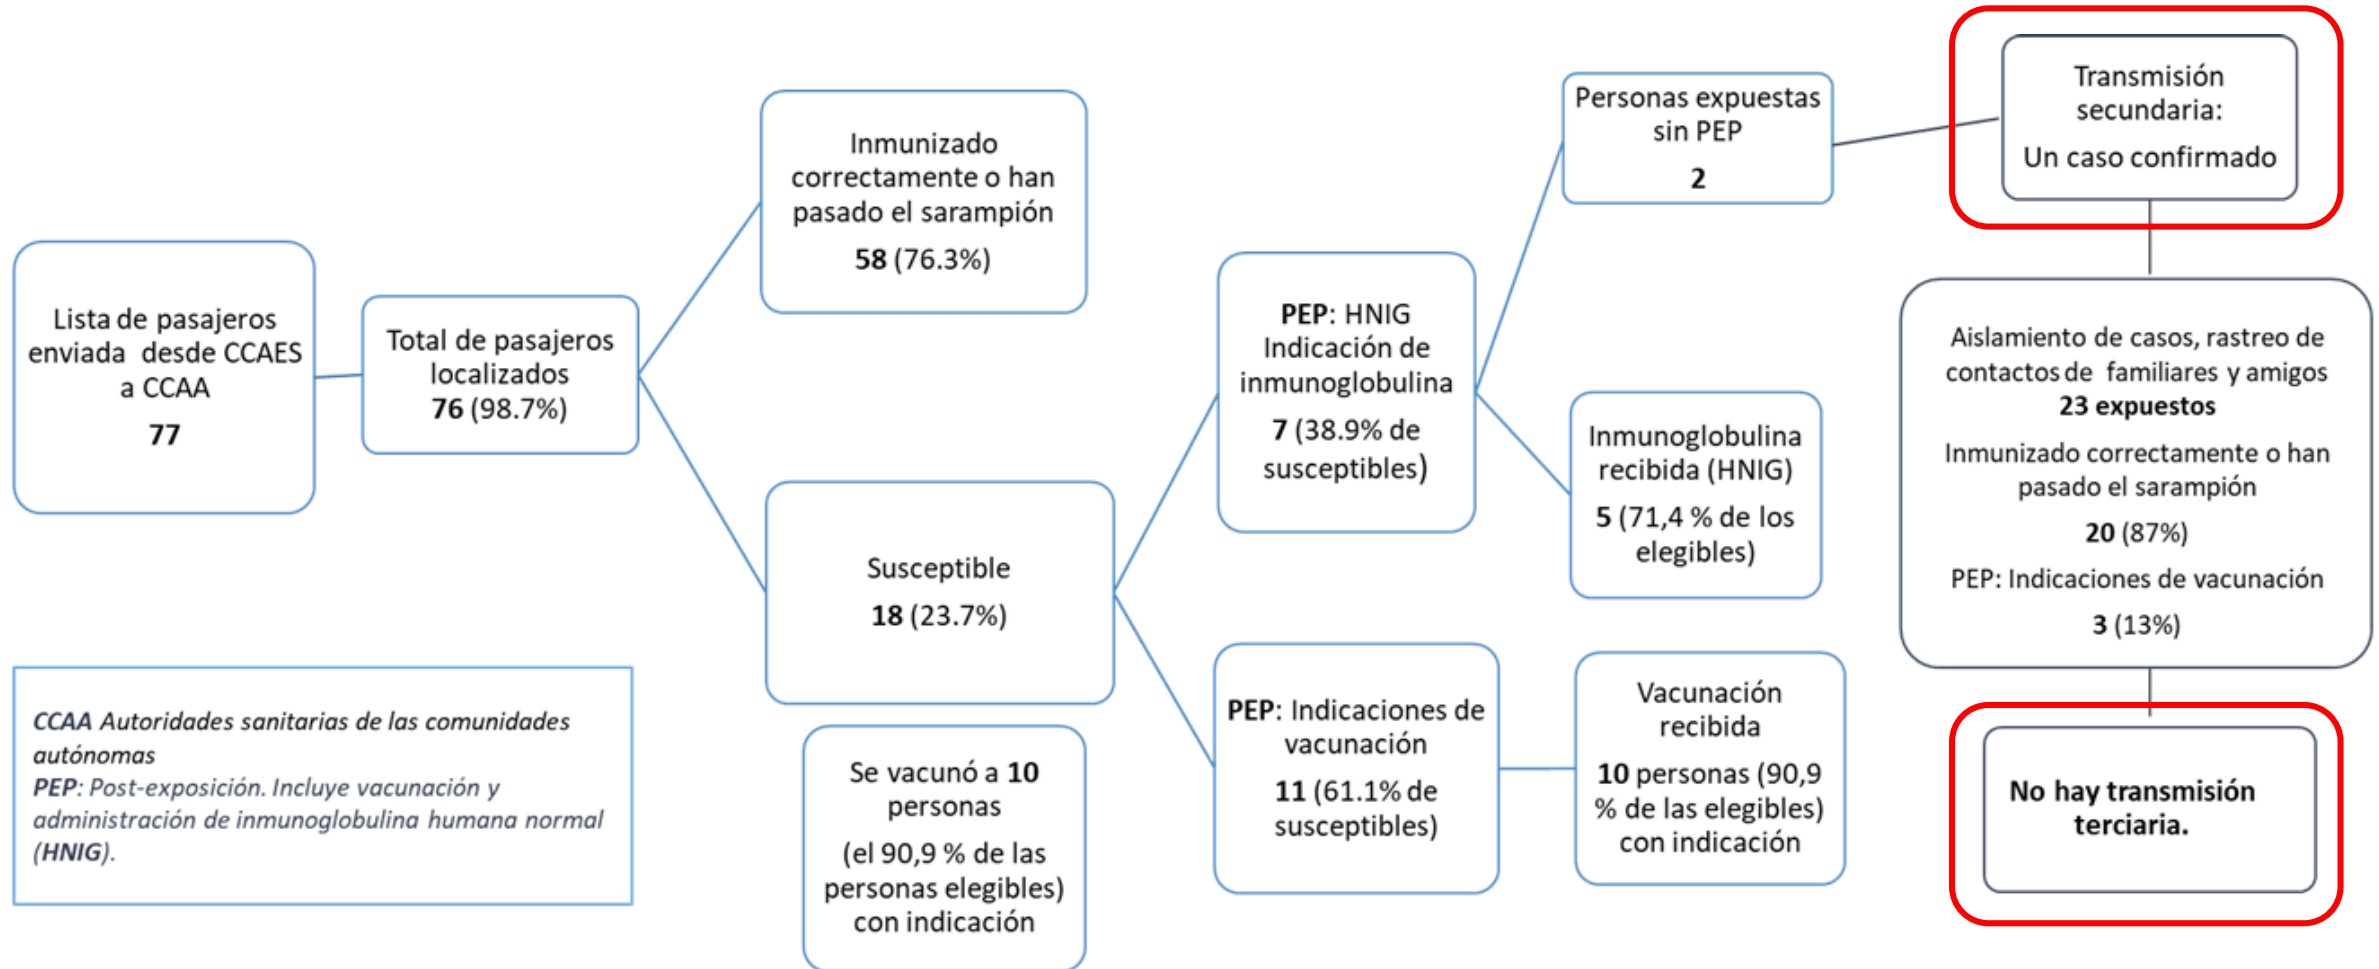 Lista de pasajeros
enviada desde CCAES
a CCAA
77
Total de pasajeros
localizados
76 (98.7%)
Inmunizado
correctamente o han
pasado el sarampión
58 (76.3%)
Susceptible
18 (23.7%)
Se vacunó a 10
personas
(el 90,9 % de las
personas elegibles)
con indicación
PEP: HNIG
Indicación de
inmunoglobulina
7 (38.9% de
susceptibles)
PEP: Indicaciones de
vacunación
11 (61.1% de
susceptibles)
Personas expuestas
sin PEP
2
Inmunoglobulina
recibida (HNIG)
5 (71,4 % de los
elegibles)
Vacunación
recibida
10 personas (90,9
% de las elegibles)
con indicación
Transmisión
secundaria:
Un caso confirmado
Aislamiento de casos, rastreo de
contactos de familiares y amigos
23 expuestos
Inmunizado correctamente o han
pasado el sarampión
20 (87%)
PEP: Indicaciones de vacunación
3 (13%)
No hay transmisión
terciaria.
CCAA Autoridades sanitarias de las comunidades
autónomas
PEP: Post-exposición. Incluye vacunación y
administración de inmunoglobulina humana normal
(HNIG).